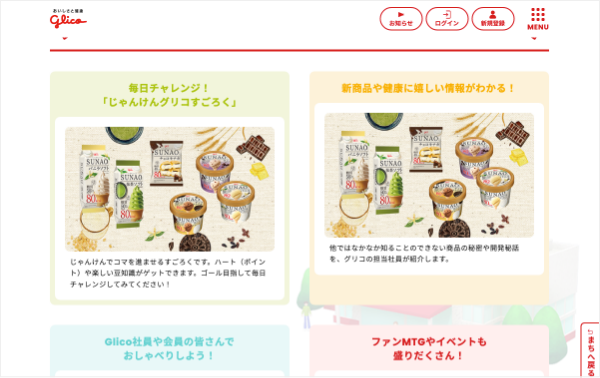 おいしさと健康
Glico
お知らせ
ログイン
新規登録
MENU
毎日チャレンジ！
「じゃんけんグリコすごろく」
SUNAO
SUNAO
SUNAO
80
80
80
じゃんけんでコマを進ませるすごろくです。ハート（ポイン
ト）や楽しい豆知識がゲットできます。ゴール目指して毎日
チャレンジしてみてください！
新商品や健康に嬉しい情報がわかる！
SUNAO
SUNAO
SUNAO
80
80
80
他ではなかなか知ることのできない商品の秘密や開発秘話
を、グリコの担当社員が紹介します。
Glico社員や会員の皆さんで
おしゃべりしよう！
ファンMTGやイベントも
盛りだくさん！
まちへ戻る